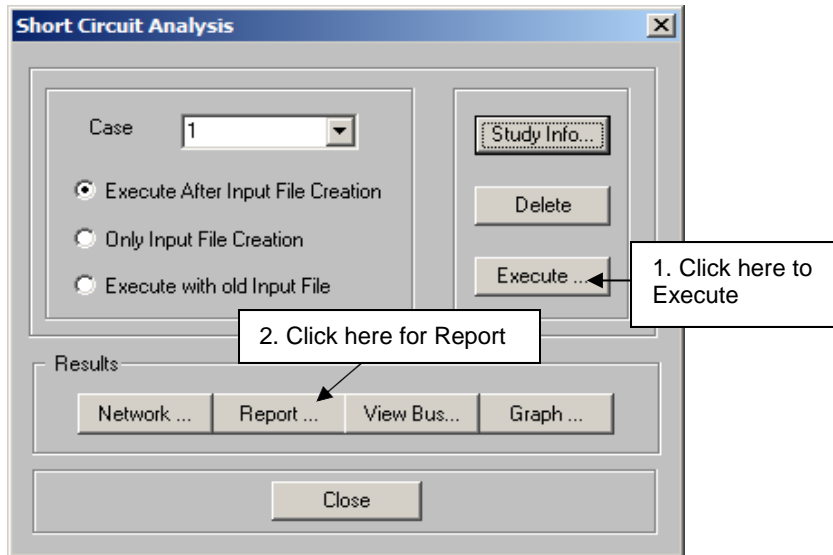 Short Circuit Analysis
Case 1
Execute After Input File Creation
Only Input File Creation
Execute with old Input File
Study Info...
Delete
Execute ...
1. Click here to
Execute
2. Click here for Report
Results
Network ... Report ... View Bus... Graph ...
Close